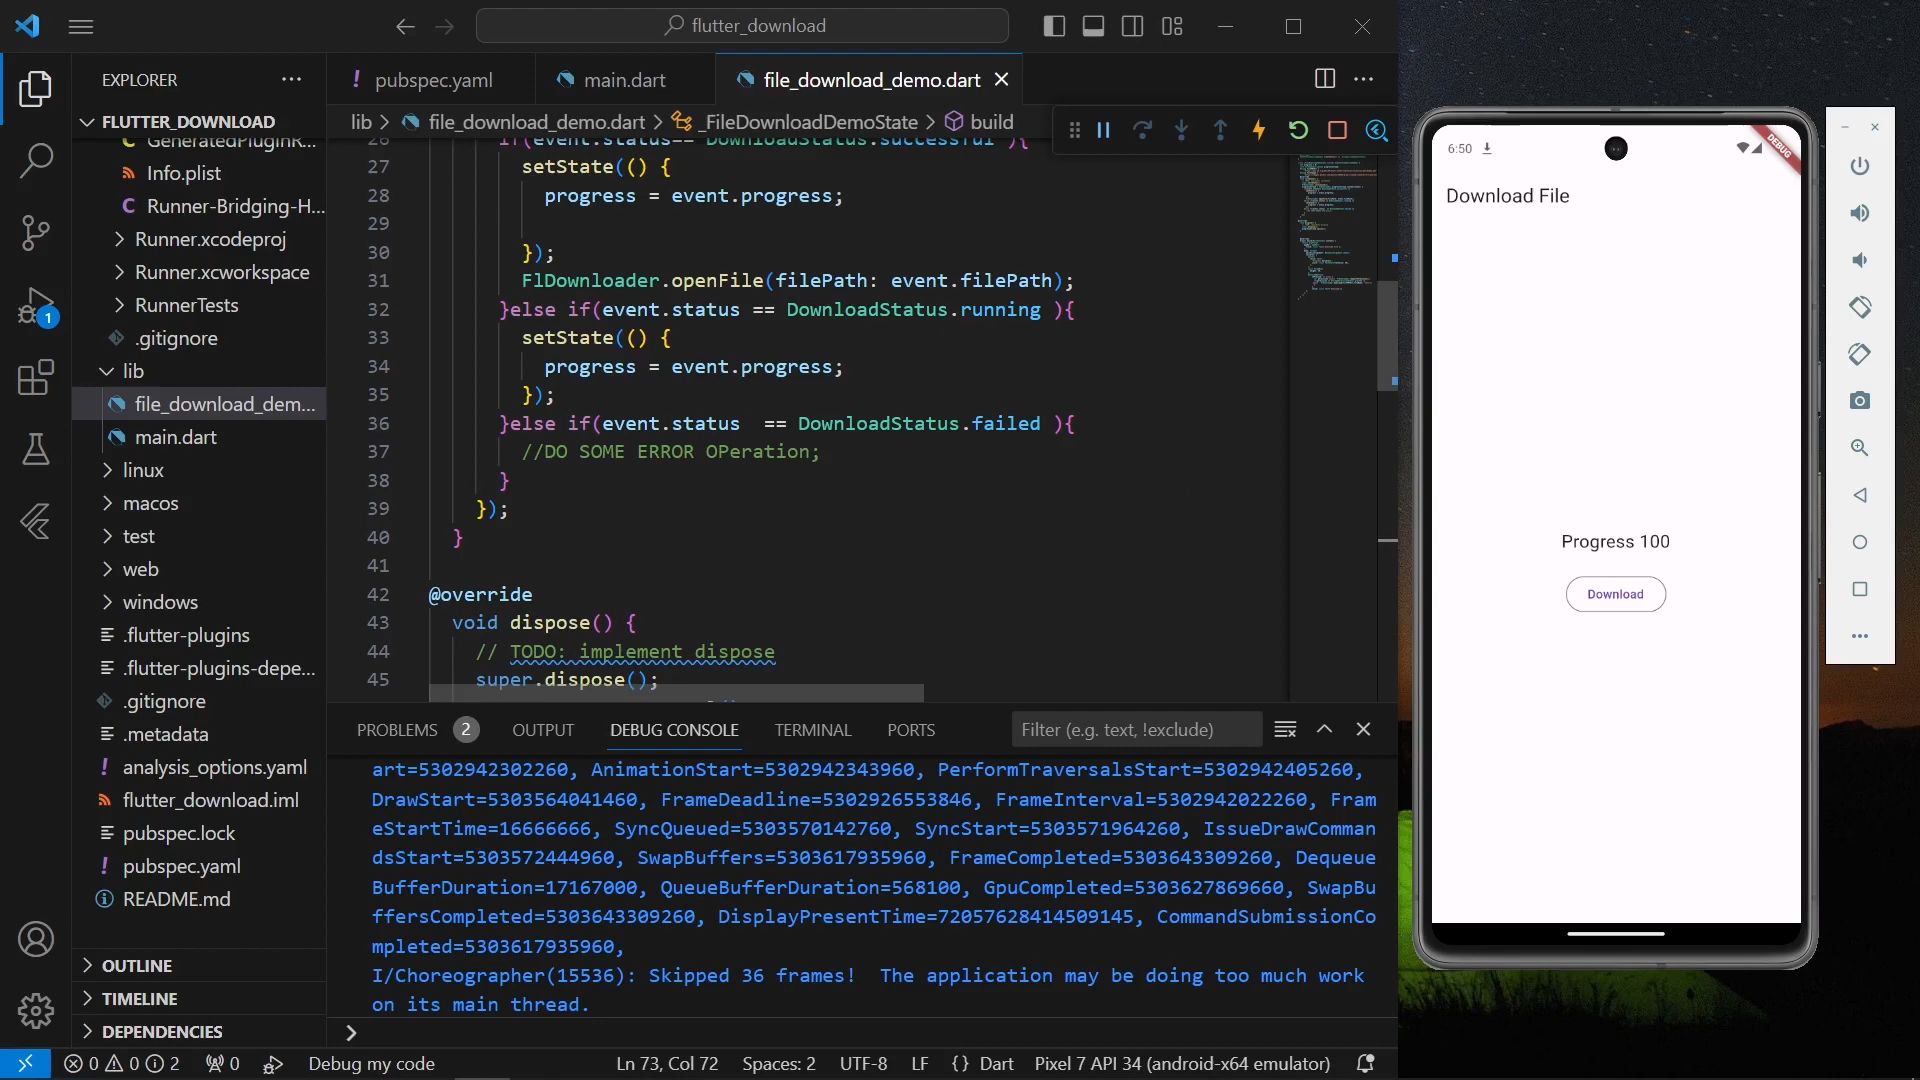 flutter_download
EXPLORER
FLUTTER_DOWNLOAD
GeneratedPluginR...
Info.plist
Runner-Bridging-H...
Runner.xcodeproj
Runner.xcworkspace
RunnerTests
.gitignore
lib
file_download_dem...
main.dart
linux
macos
test
web
windows
.flutter-plugins
.flutter-plugins-depe...
.gitignore
.metadata
analysis_options.yaml
flutter_download.iml
pubspec.lock
pubspec.yaml
README.md
OUTLINE
TIMELINE
DEPENDENCIES
1
pubspec.yaml main.dart file_download_demo.dart
lib > file_download_demo.dart > _FileDownloadDemoState > build
26 if(event.status== DownloadStatus.successful ){
27 setState(() {
28 progress = event.progress;
29
30 });
31 FlDownloader.openFile(filePath: event.filePath);
32 }else if(event.status == DownloadStatus.running ){
33 setState(() {
34 progress = event.progress;
35 });
36 }else if(event.status  == DownloadStatus.failed ){
37 //DO SOME ERROR OPeration;
38 }
39 });
40 }
41
42 @override
43 void dispose() {
44 // TODO: implement dispose
45 super.dispose();
PROBLEMS 2 OUTPUT DEBUG CONSOLE TERMINAL PORTS Filter (e.g. text, !exclude)
art=5302942302260, AnimationStart=5302942343960, PerformTraversalsStart=5302942405260,
DrawStart=5303564041460, FrameDeadline=5302926553846, FrameInterval=5302942022260, Fram
eStartTime=16666666, SyncQueued=5303570142760, SyncStart=5303571964260, IssueDrawComman
dsStart=5303572444960, SwapBuffers=5303617935960, FrameCompleted=5303643309260, Dequeue
BufferDuration=17167000, QueueBufferDuration=568100, GpuCompleted=5303627869660, SwapBu
ffersCompleted=5303643309260, DisplayPresentTime=72057628414509145, CommandSubmissionCo
mpleted=5303617935960,
I/Choreographer(15536): Skipped 36 frames!  The application may be doing too much work
on its main thread.
0 0 2 0 Debug my code Ln 73, Col 72 Spaces: 2 UTF-8 LF {} Dart Pixel 7 API 34 (android-x64 emulator)
6:50
DEBUG
Download File
Progress 100
Download